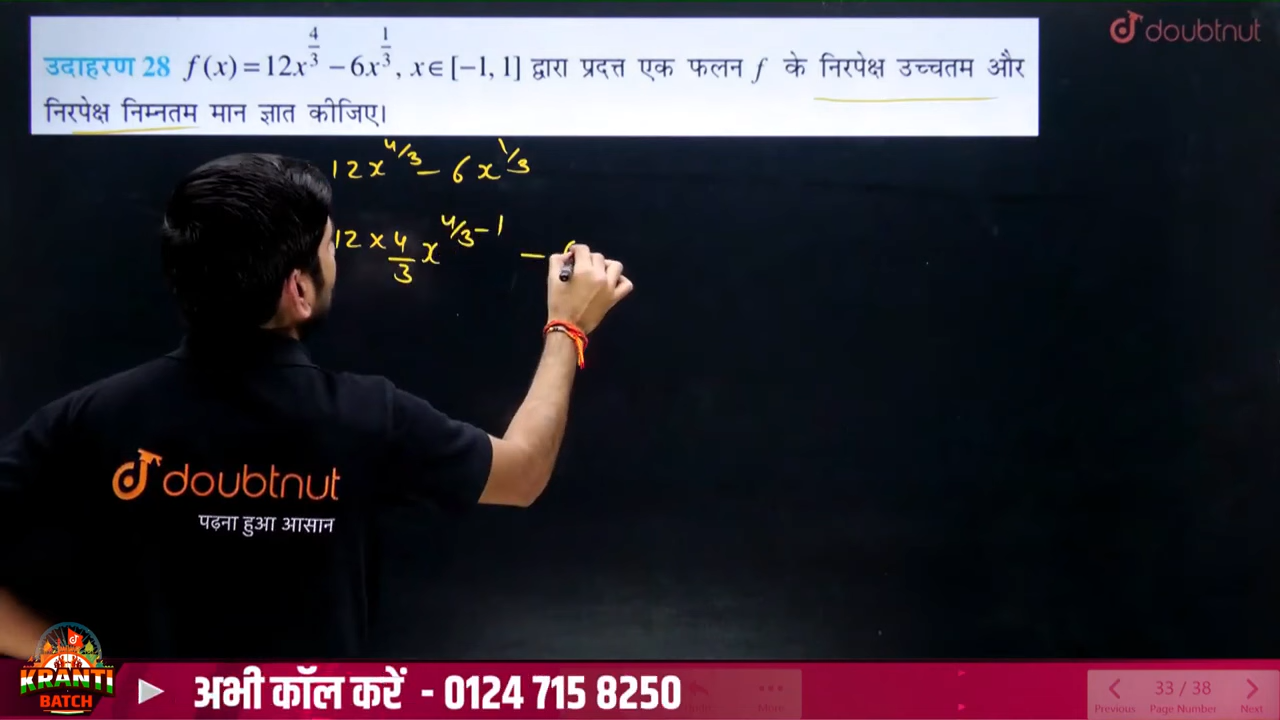 doubtnut
उदाहरण 28 f(x)=12x^{4/3} – 6x^{1/3}, x∈[–1, 1] द्वारा प्रदत्त एक फलन f के निरपेक्ष उच्चतम और
निरपेक्ष निम्नतम मान ज्ञात कीजिए।
12x^{4/3} – 6x^{1/3}
12 × 4/3 x^{4/3 – 1} –
doubtnut
पढ़ना हुआ आसान
KRANTI
BATCH
अभी कॉल करें - 0124 715 8250
More
33 / 38
Previous Page Number Next